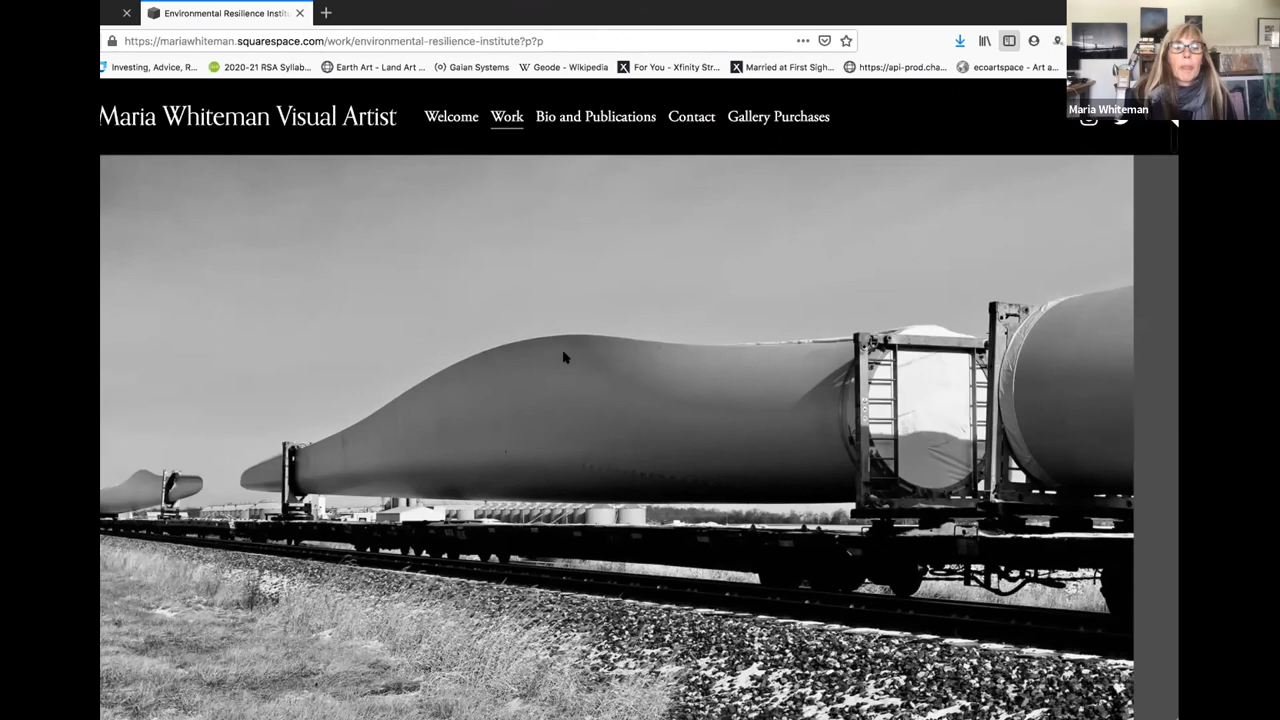 Environmental Resilience Instit
https://mariawhiteman.squarespace.com/work/environmental-resilience-institute?p?p
Investing, Advice, R... 2020-21 RSA Syllab... Earth Art - Land Art ... Gaian Systems Geode - Wikipedia For You - Xfinity Str... Married at First Sigh... https://api-prod.cha... ecoartspace - Art a...
Maria Whiteman
Maria Whiteman Visual Artist Welcome Work Bio and Publications Contact Gallery Purchases